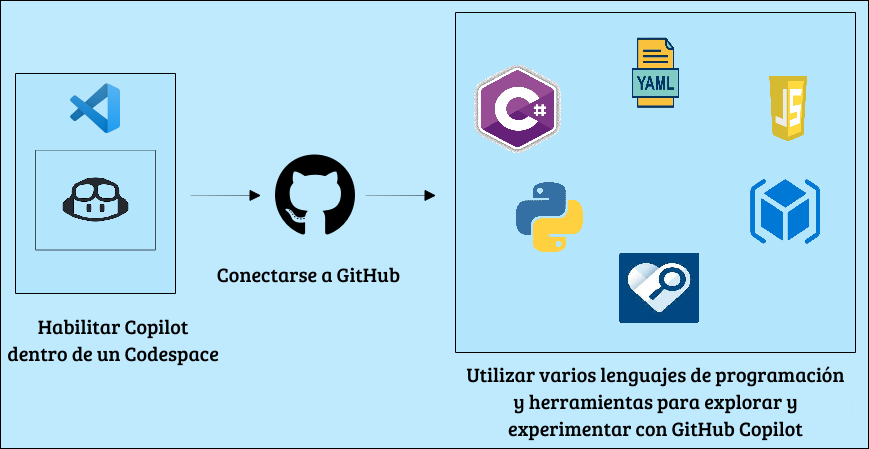 YAML
C#
JS
Conectarse a GitHub
Habilitar Copilot
dentro de un Codespace
Utilizar varios lenguajes de programación
y herramientas para explorar y
experimentar con GitHub Copilot